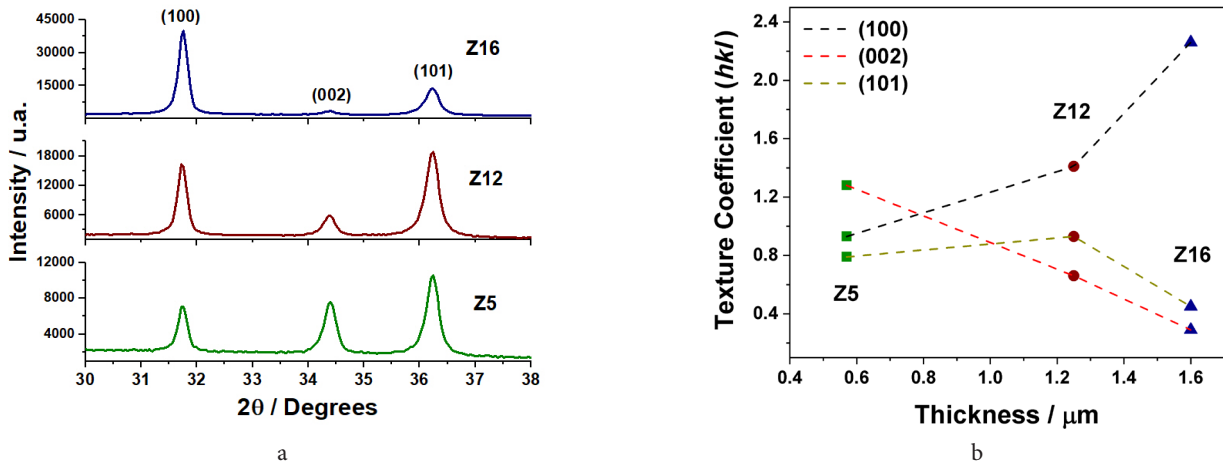 45000
30000
15000
(100)
(002)
(101)
Z16
18000
12000
6000
Z12
12000
8000
4000
Z5
30 31 32 33 34 35 36 37 38
Intensity / u.a.
2θ / Degrees
a
2.4
2.0
1.6
1.2
0.8
0.4
(100)
(002)
(101)
Z12
Z5
Z16
0.4 0.6 0.8 1.0 1.2 1.4 1.6
Texture Coefficient (hkl)
Thickness / μm
b